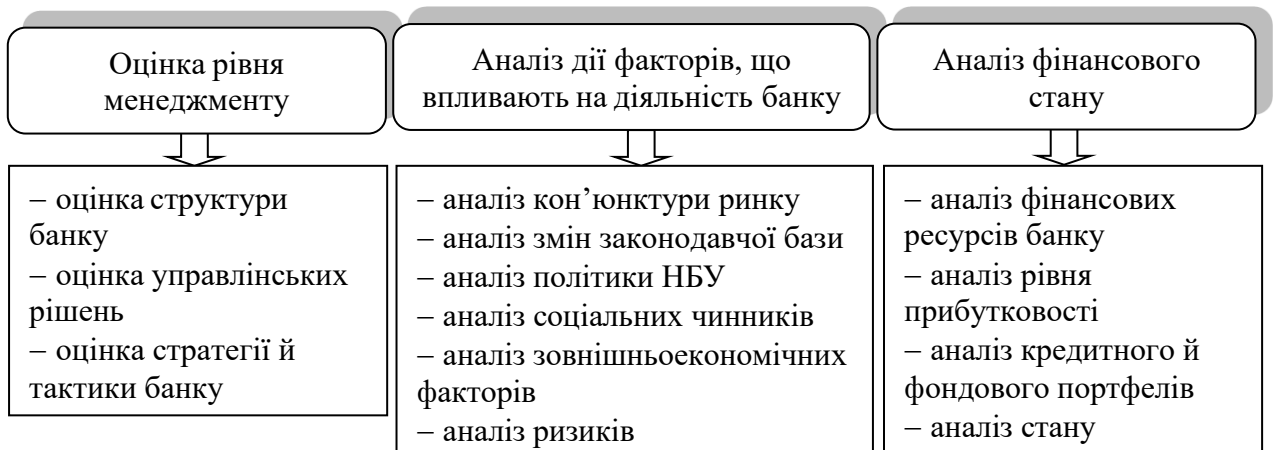 Оцінка рівня
менеджменту
Аналіз дії факторів, що
впливають на діяльність банку
Аналіз фінансового
стану
– оцінка структури
банку
– оцінка управлінських
рішень
– оцінка стратегії й
тактики банку
– аналіз кон’юнктури ринку
– аналіз змін законодавчої бази
– аналіз політики НБУ
– аналіз соціальних чинників
– аналіз зовнішньоекономічних
факторів
– аналіз ризиків
– аналіз фінансових
ресурсів банку
– аналіз рівня
прибутковості
– аналіз кредитного й
фондового портфелів
– аналіз стану